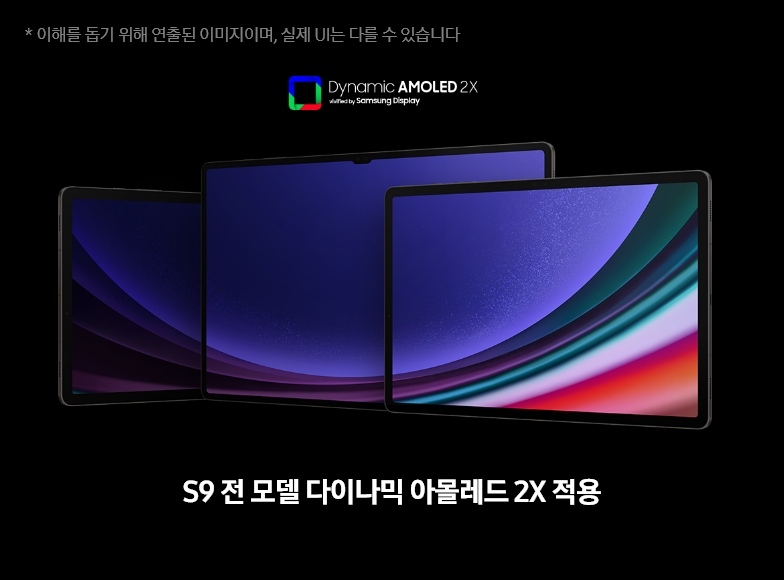 * 이해를 돕기 위해 연출된 이미지이며, 실제 UI는 다를 수 있습니다
Dynamic AMOLED 2X
vivified by Samsung Display
S9 전 모델 다이나믹 아몰레드 2X 적용